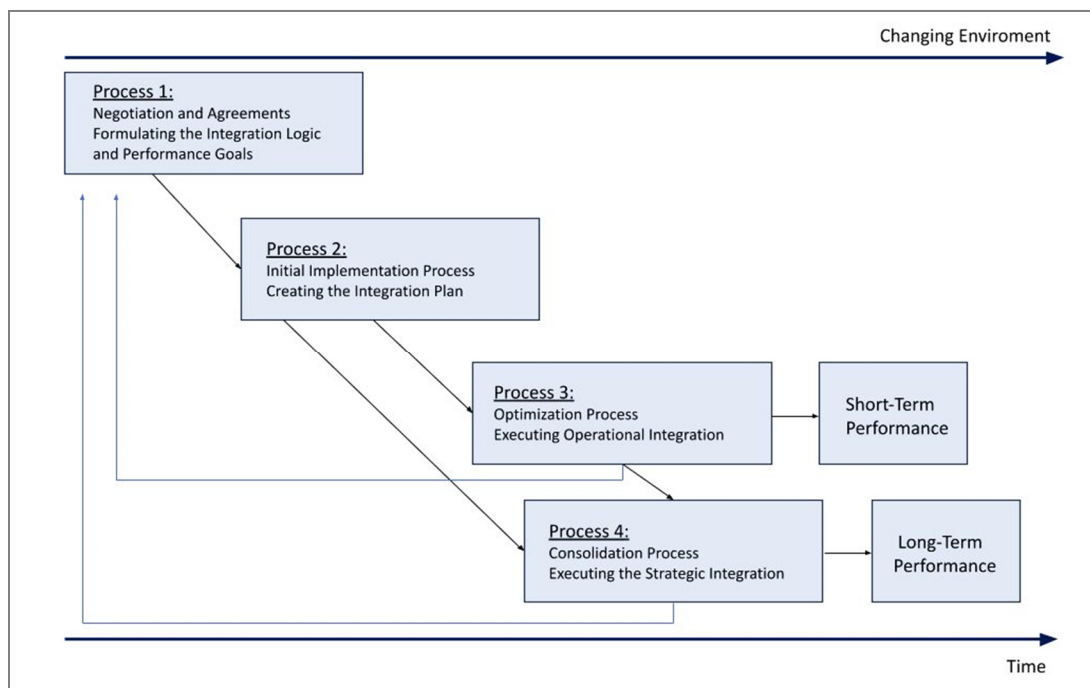 Changing Enviroment
Process 1:
Negotiation and Agreements
Formulating the Integration Logic
and Performance Goals
Process 2:
Initial Implementation Process
Creating the Integration Plan
Process 3:
Optimization Process
Executing Operational Integration
Short-Term
Performance
Process 4:
Consolidation Process
Executing the Strategic Integration
Long-Term
Performance
Time